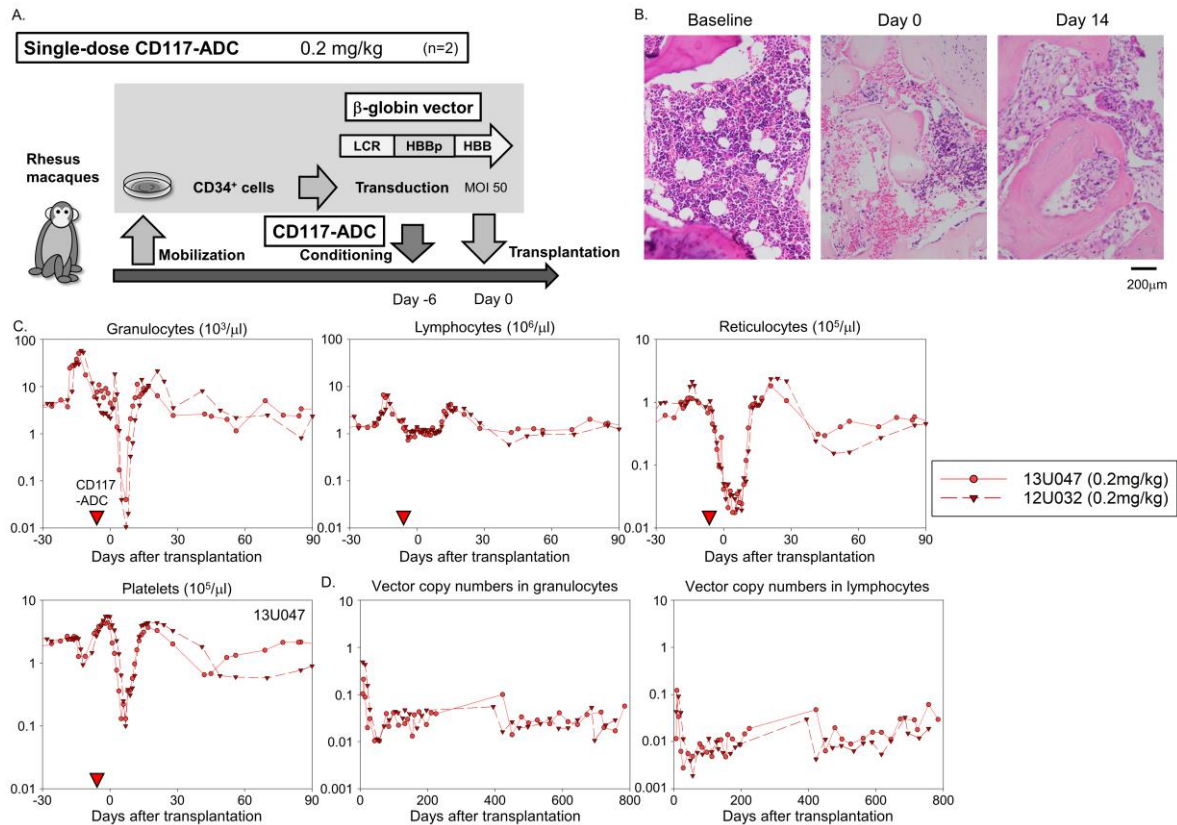 A.
Single-dose CD117-ADC 0.2 mg/kg (n=2)
β-globin vector
LCR HBBp HBB
Rhesus
macaques
CD34+ cells
Transduction MOI 50
CD117-ADC
Mobilization Conditioning Transplantation
Day -6 Day 0
B.
Baseline Day 0 Day 14
200μm
C.
Granulocytes (10³/μl)
100
10
1
0.1
0.01
CD117
-ADC
-30 0 30 60 90
Days after transplantation
Lymphocytes (10⁶/μl)
100
10
1
0.1
0.01
-30 0 30 60 90
Days after transplantation
Reticulocytes (10⁵/μl)
10
1
0.1
0.01
-30 0 30 60 90
Days after transplantation
13U047 (0.2mg/kg)
12U032 (0.2mg/kg)
Platelets (10⁵/μl)
13U047
10
1
0.1
0.01
-30 0 30 60 90
Days after transplantation
D.
Vector copy numbers in granulocytes
10
1
0.1
0.01
0.001
0 200 400 600 800
Days after transplantation
Vector copy numbers in lymphocytes
10
1
0.1
0.01
0.001
0 200 400 600 800
Days after transplantation